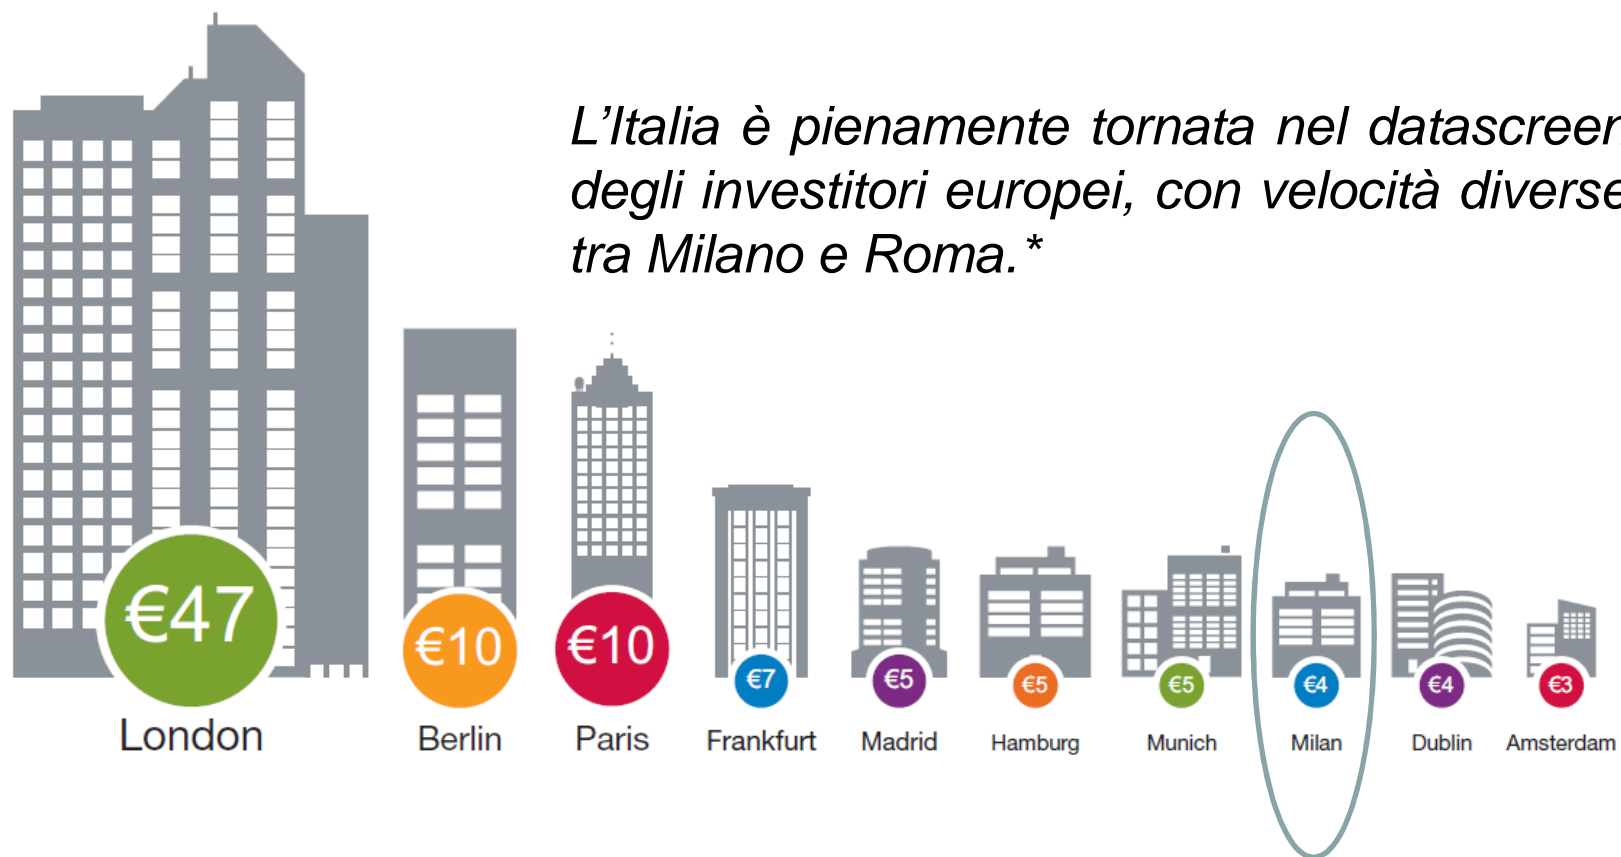 L’Italia è pienamente tornata nel datascreen
degli investitori europei, con velocità diverse
tra Milano e Roma.*
€47
€10
€10
€7
€5
€5
€5
€4
€4
€3
London
Berlin
Paris
Frankfurt
Madrid
Hamburg
Munich
Milan
Dublin
Amsterdam